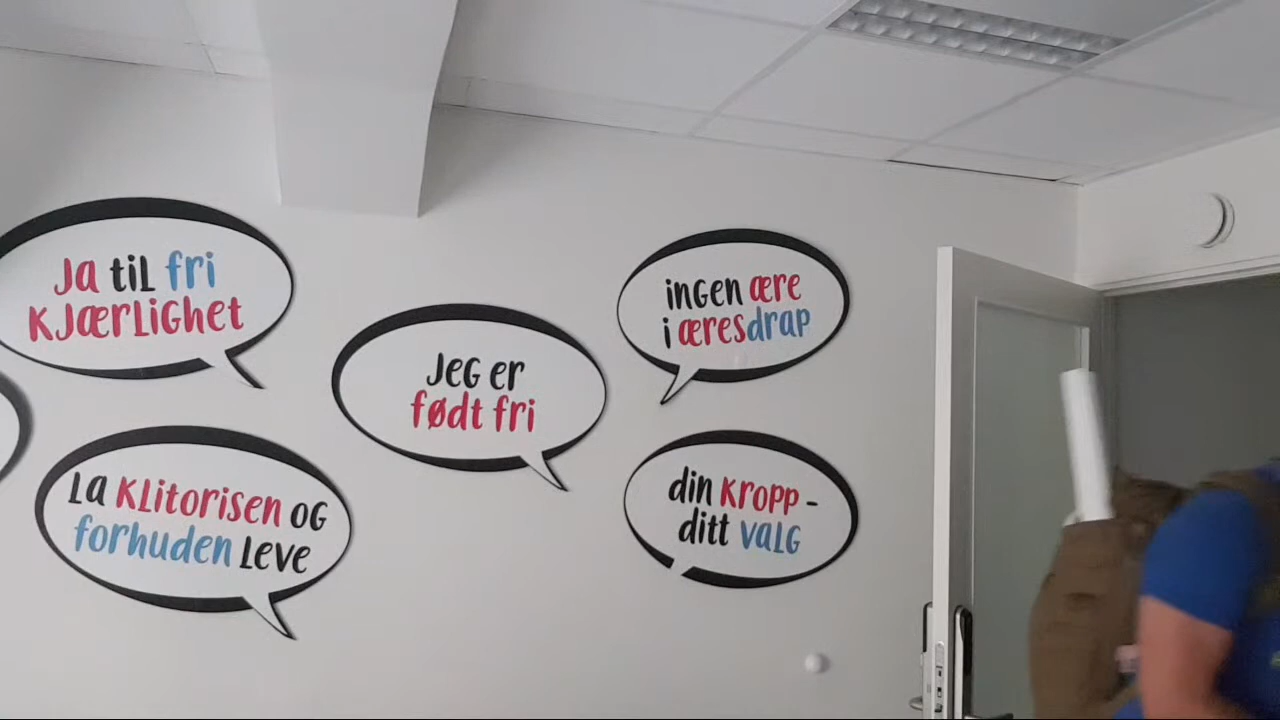 Ja til fri
kjærlighet
Jeg er
født fri
ingen ære
i æresdrap
La klitorisen og
forhuden leve
din kropp -
ditt valg